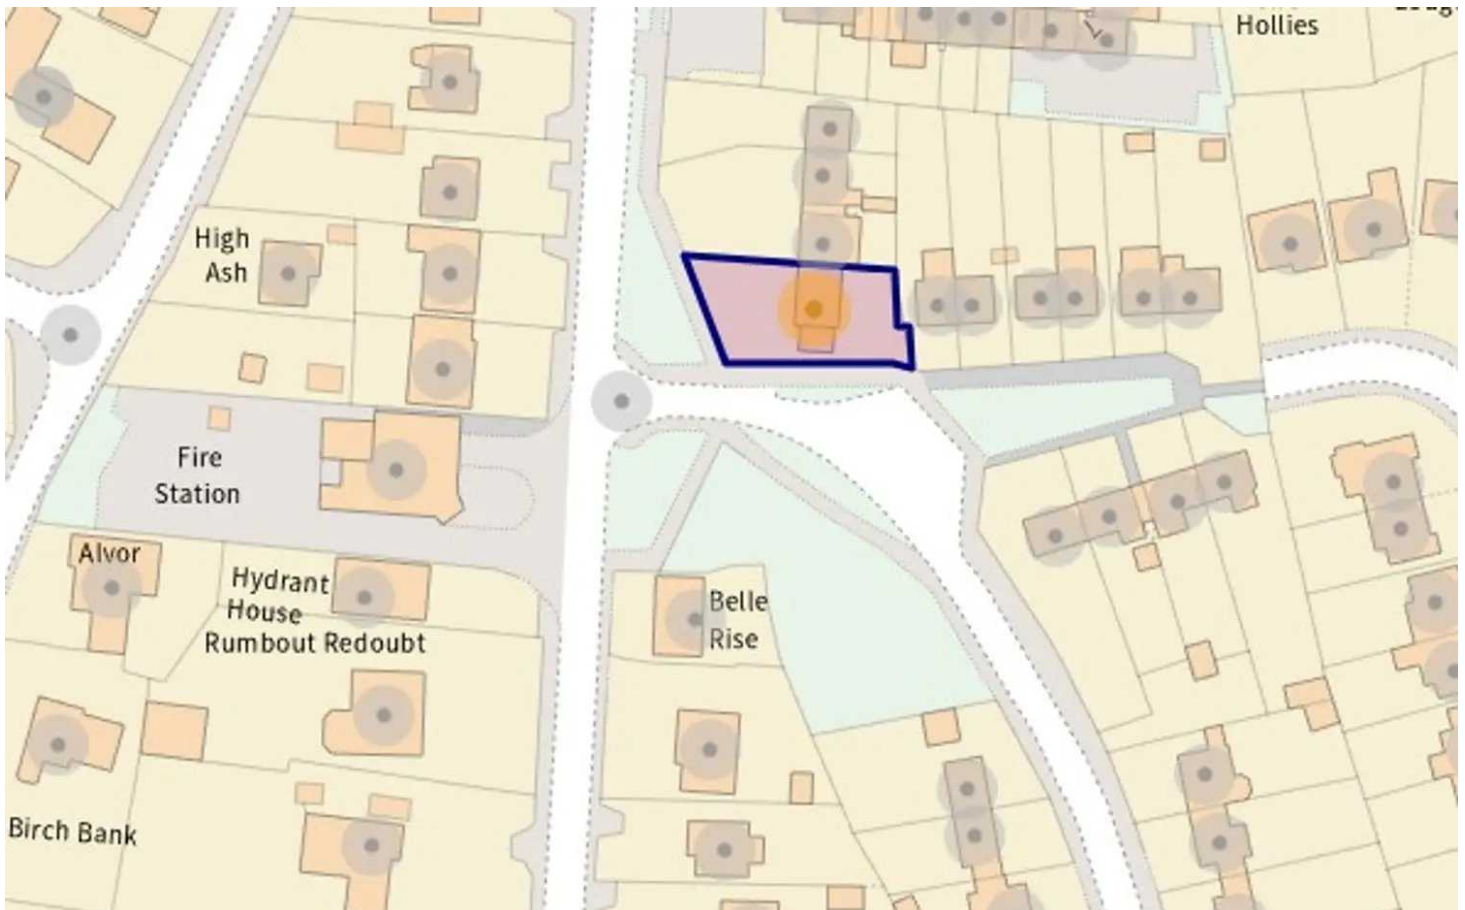 Hollies
High
Ash
Fire
Station
Alvor
Hydrant
House
Rumbout Redoubt
Belle
Rise
Birch Bank